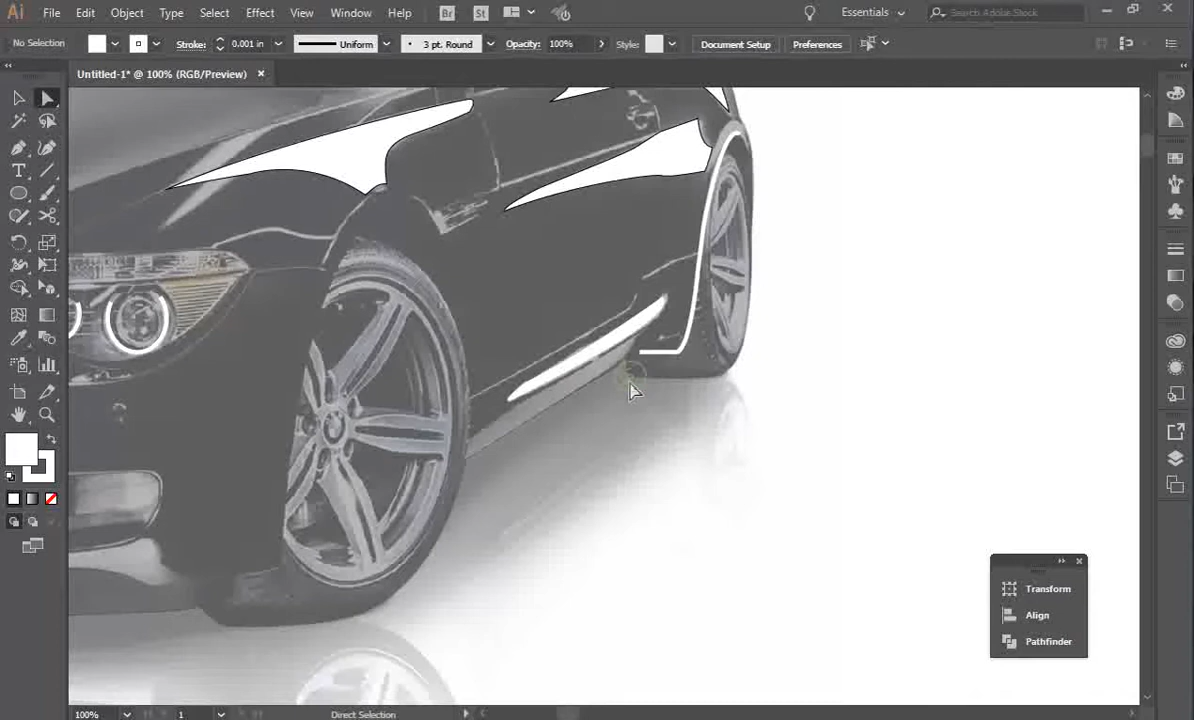 Ai File Edit Object Type Select Effect View Window Help Br St Essentials Search Adobe Stock
No Selection Stroke: 0.001 in Uniform 3 pt. Round Opacity: 100% Style: Document Setup Preferences
Untitled-1* @ 100% (RGB/Preview)
Transform
Align
Pathfinder
100% 1 Direct Selection